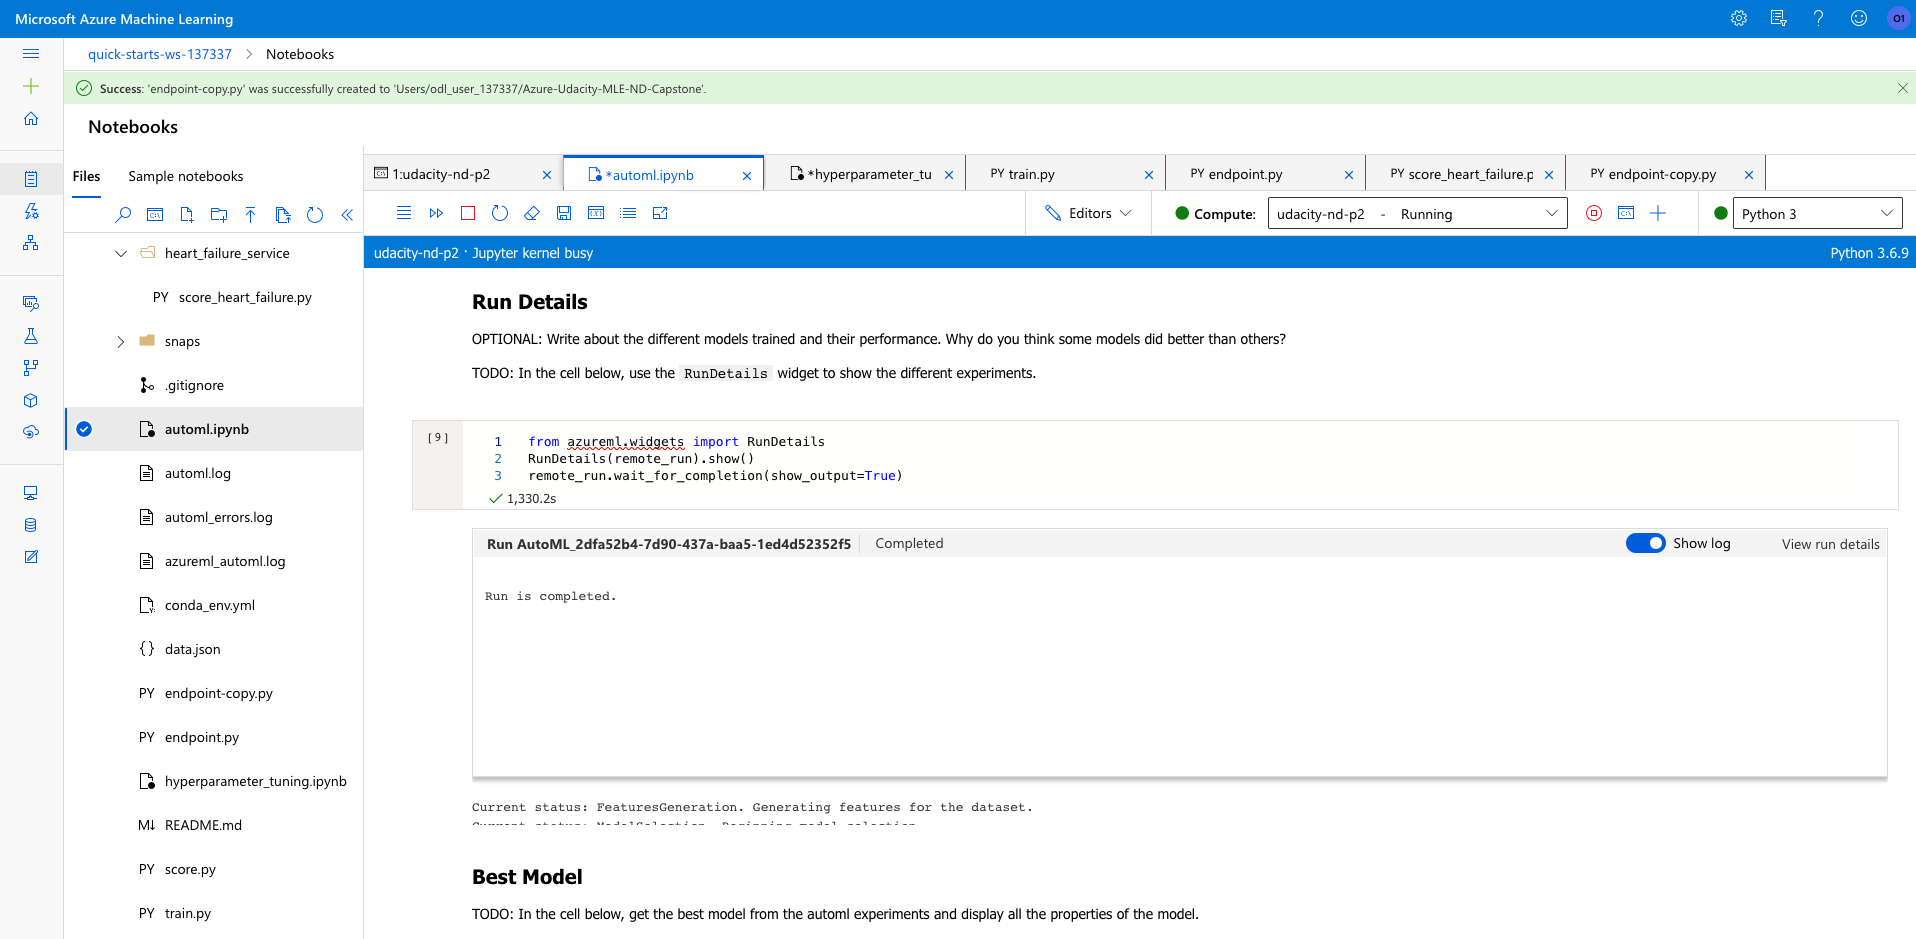 Microsoft Azure Machine Learning
O1
quick-starts-ws-137337 > Notebooks
Success: 'endpoint-copy.py' was successfully created to 'Users/odl_user_137337/Azure-Udacity-MLE-ND-Capstone'.
Notebooks
Files Sample notebooks
1:udacity-nd-p2
*automl.ipynb
*hyperparameter_tu
PY train.py
PY endpoint.py
PY score_heart_failure.p
PY endpoint-copy.py
Editors
Compute: udacity-nd-p2 - Running
Python 3
udacity-nd-p2 · Jupyter kernel busy
Python 3.6.9
heart_failure_service
PY score_heart_failure.py
snaps
.gitignore
automl.ipynb
automl.log
automl_errors.log
azureml_automl.log
conda_env.yml
{} data.json
PY endpoint-copy.py
PY endpoint.py
hyperparameter_tuning.ipynb
M↓ README.md
PY score.py
PY train.py
Run Details
OPTIONAL: Write about the different models trained and their performance. Why do you think some models did better than others?
TODO: In the cell below, use the RunDetails widget to show the different experiments.
[9]
1 from azureml.widgets import RunDetails
2 RunDetails(remote_run).show()
3 remote_run.wait_for_completion(show_output=True)
1,330.2s
Run AutoML_2dfa52b4-7d90-437a-baa5-1ed4d52352f5 Completed
Show log
View run details
Run is completed.
Current status: FeaturesGeneration. Generating features for the dataset.
Current status: ModelSelection. Beginning model selection.
Best Model
TODO: In the cell below, get the best model from the automl experiments and display all the properties of the model.